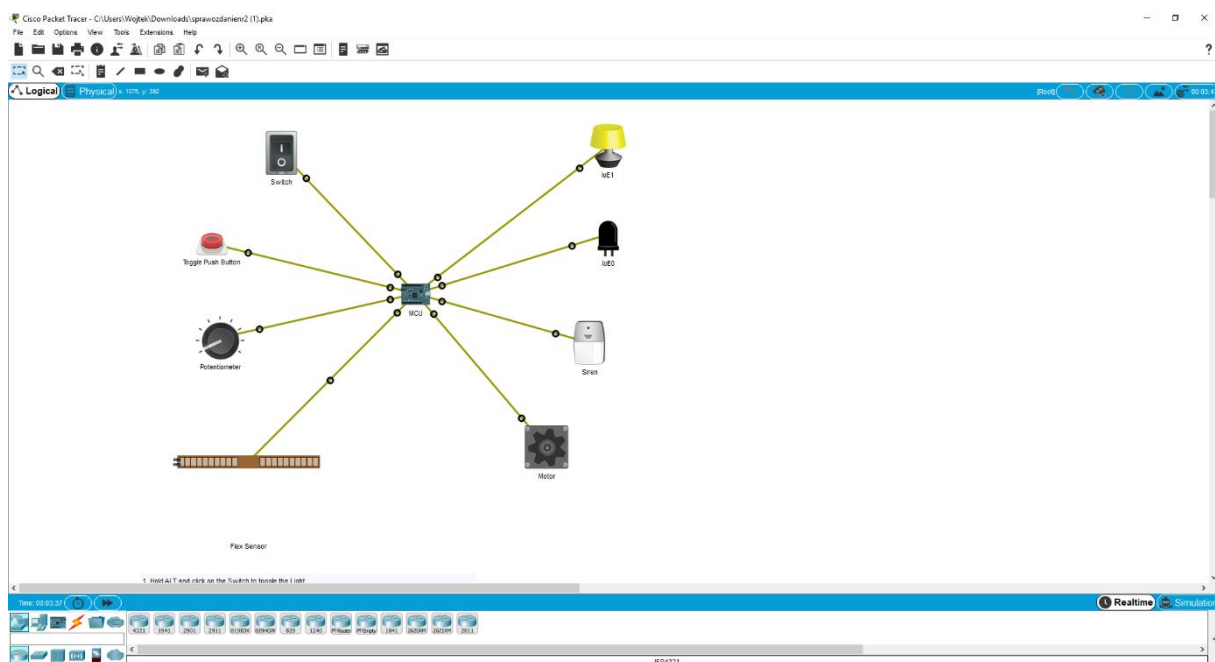 Cisco Packet Tracer - C:\Users\Wojtek\Downloads\sprawozdanienr2 (1).pka
File Edit Options View Tools Extensions Help
?
Logical Physical x: 1076, y: 392 [Root]
Switch
IoE1
Toggle Push Button
IoE0
MCU
Potentiometer
Siren
Motor
Flex Sensor
1. Hold ALT and click on the Switch to toggle the Light
Time: 00:03:37 Realtime Simulation
4321 1941 2901 2911 819IOX 819HGW 829 1240 PT-Router PT-Empty 1841 2620XM 2621XM 2811